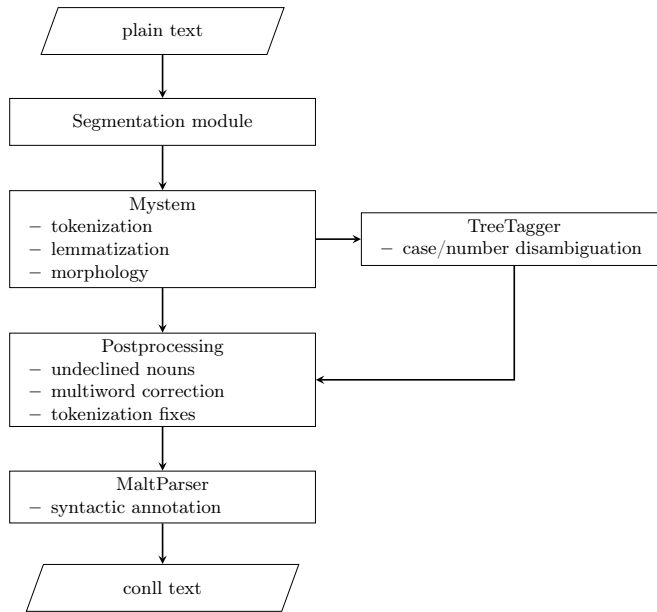 plain text
Segmentation module
Mystem
– tokenization
– lemmatization
– morphology
TreeTagger
– case/number disambiguation
Postprocessing
– undeclined nouns
– multiword correction
– tokenization fixes
MaltParser
– syntactic annotation
conll text